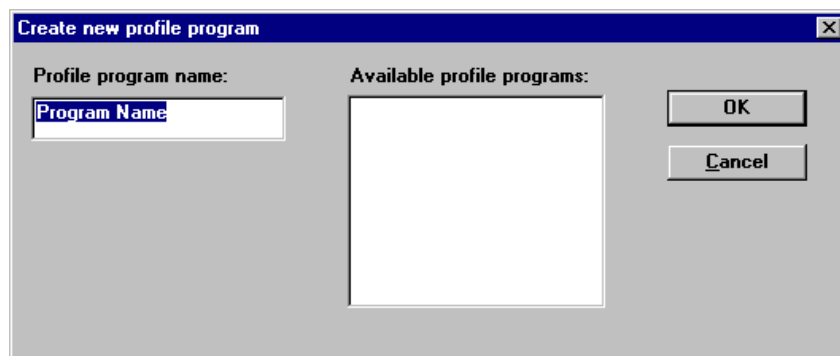 Create new profile program
Profile program name:
Available profile programs:
Program Name
OK
Cancel